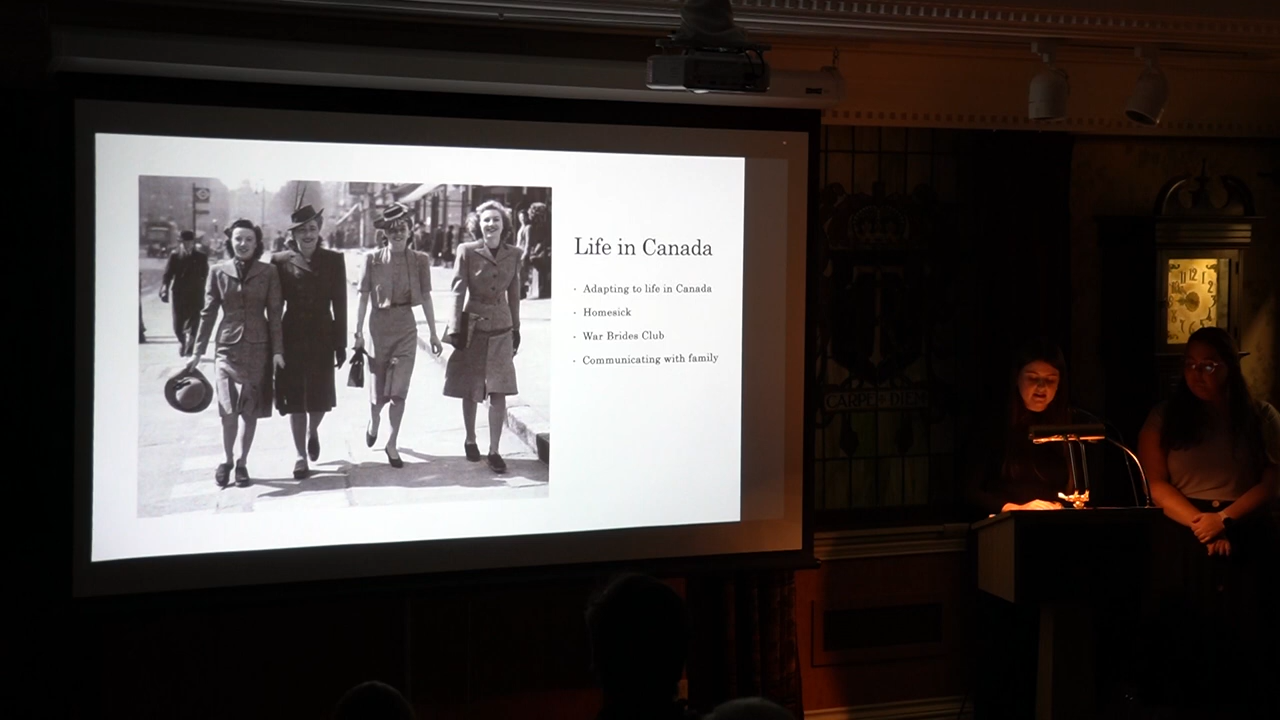 Life in Canada
· Adapting to life in Canada
· Homesick
· War Brides Club
· Communicating with family
CARPE DIEM